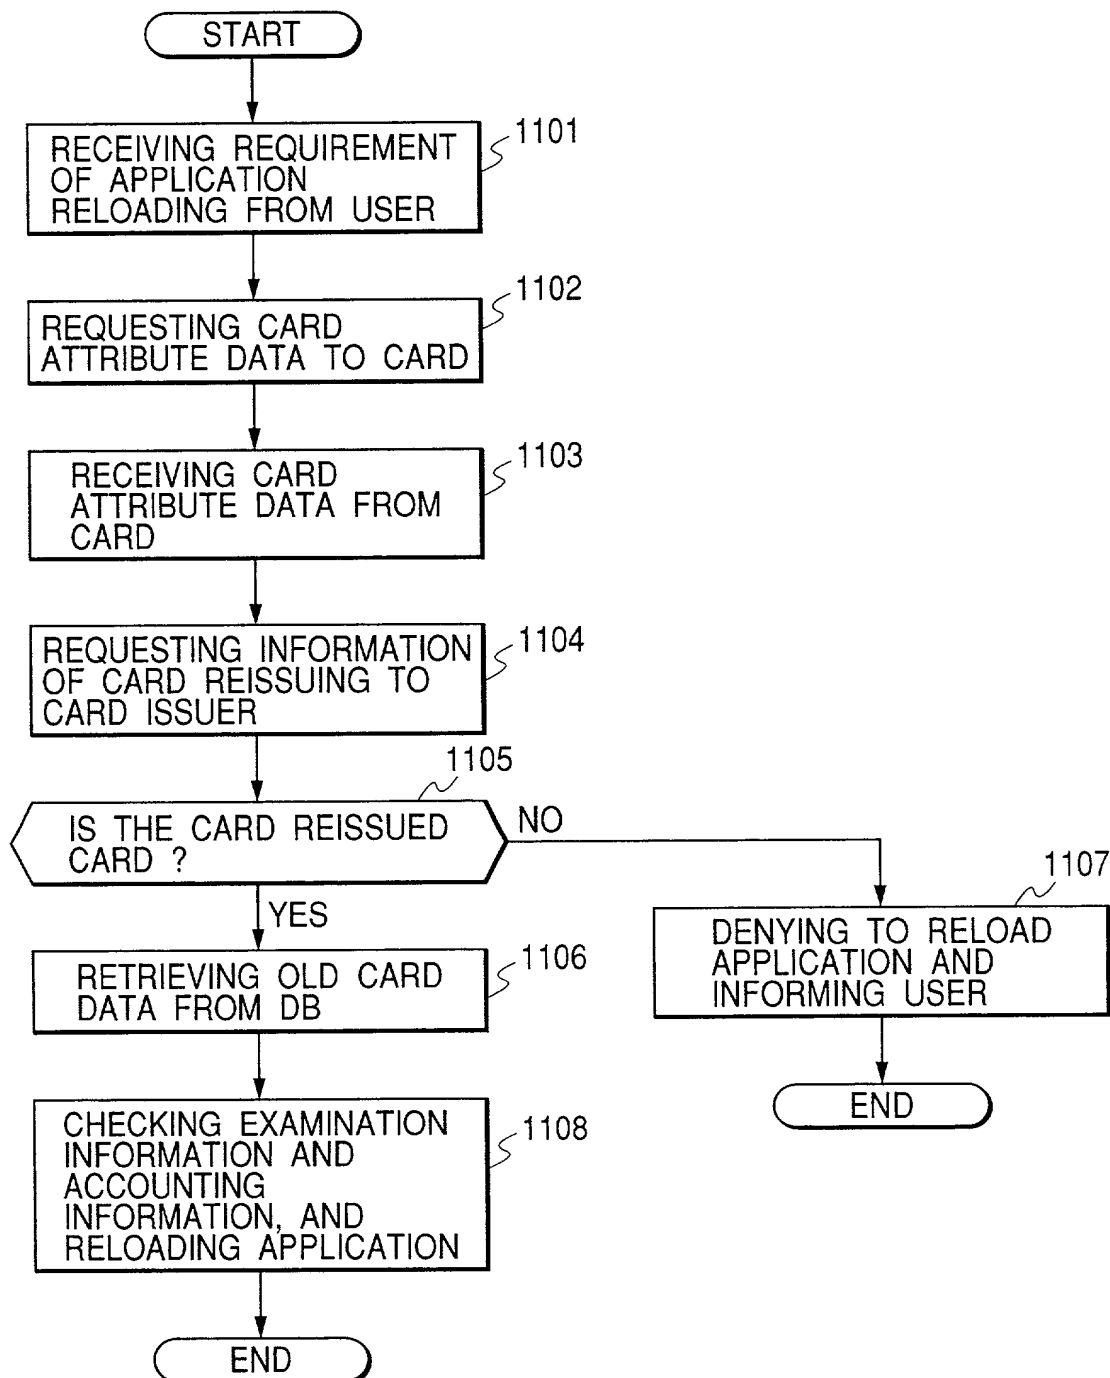 START
1101
RECEIVING REQUIREMENT
OF APPLICATION
RELOADING FROM USER
1102
REQUESTING CARD
ATTRIBUTE DATA TO CARD
1103
RECEIVING CARD
ATTRIBUTE DATA FROM
CARD
1104
REQUESTING INFORMATION
OF CARD REISSUING TO
CARD ISSUER
1105
IS THE CARD REISSUED
CARD ?
NO
YES
1107
DENYING TO RELOAD
APPLICATION AND
INFORMING USER
END
1106
RETRIEVING OLD CARD
DATA FROM DB
1108
CHECKING EXAMINATION
INFORMATION AND
ACCOUNTING
INFORMATION, AND
RELOADING APPLICATION
END